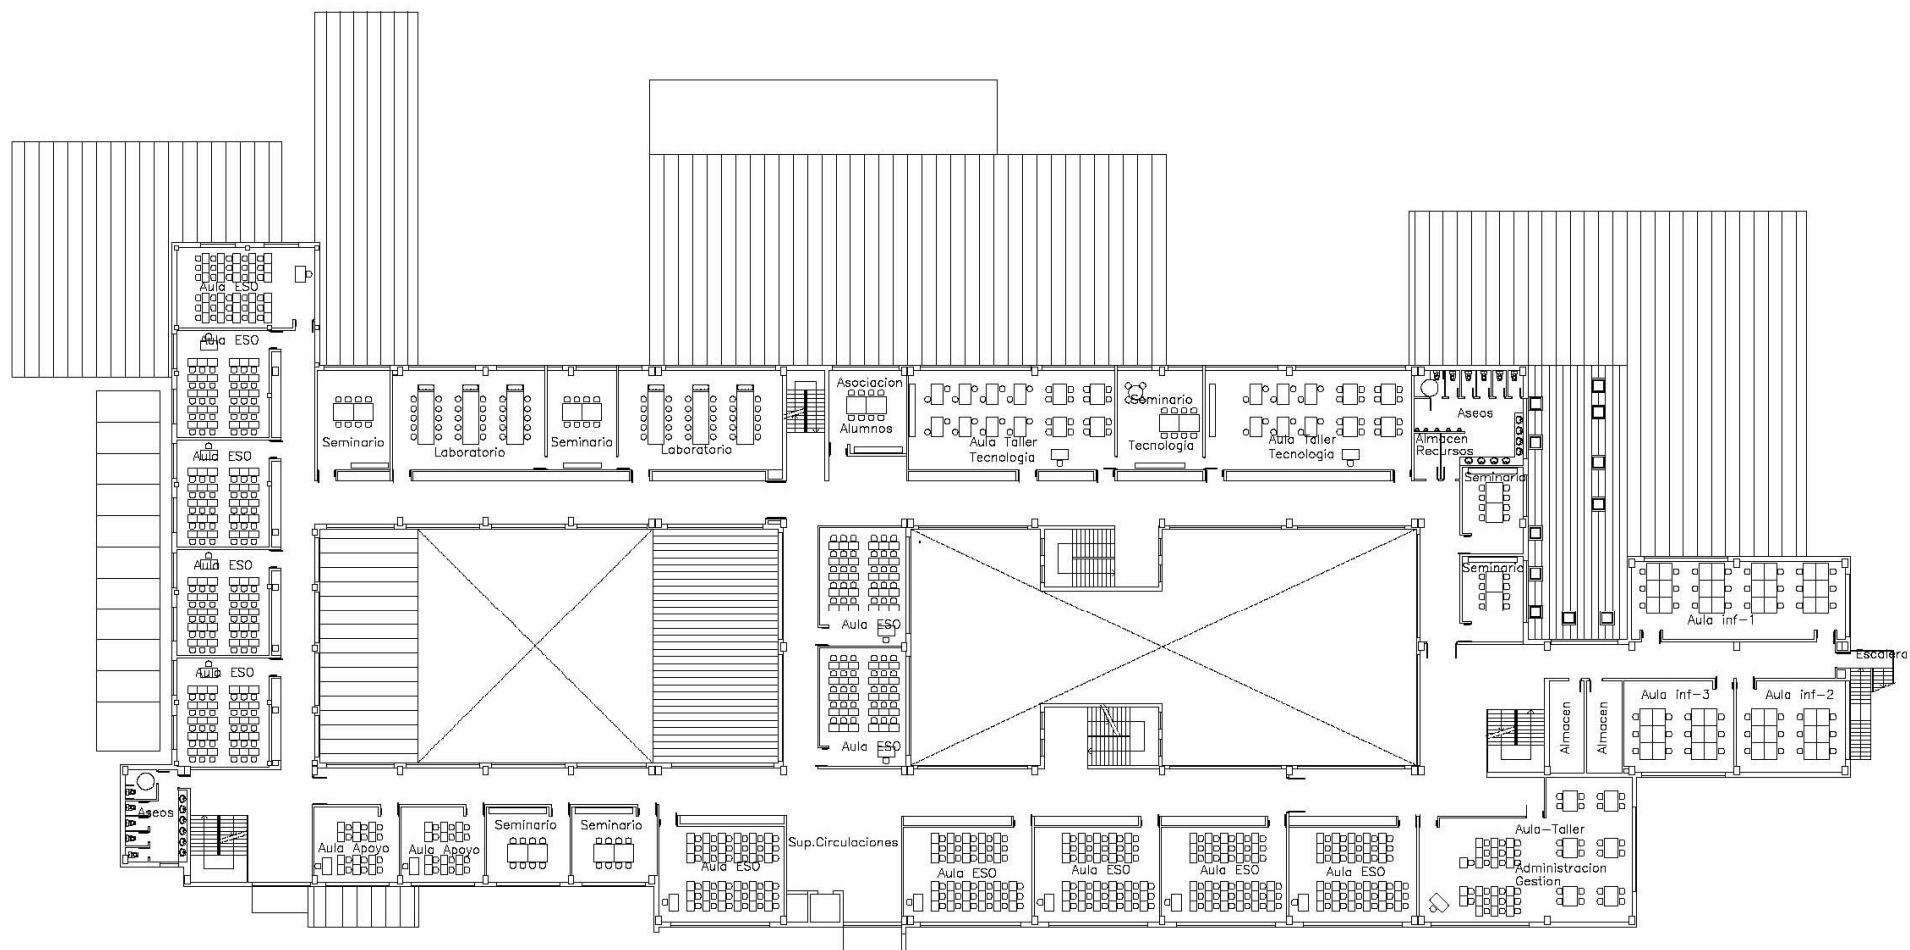 Aula ESO
Aula ESO
Aula ESO
Aula ESO
Aula ESO
Seminario
Laboratorio
Seminario
Laboratorio
Asociacion
Alumnos
Aula Taller
Tecnologia
Seminario
Tecnologia
Aula Taller
Tecnologia
Aseos
Almacen
Recursos
Seminario
Seminario
Aula ESO
Aula ESO
Aula inf-1
Escalera
Aula inf-3
Aula inf-2
Almacen
Almacen
Aseos
Aula Apoyo
Aula Apoyo
Seminario
Seminario
Aula ESO
Sup.Circulaciones
Aula ESO
Aula ESO
Aula ESO
Aula ESO
Aula-Taller
Administracion
Gestion